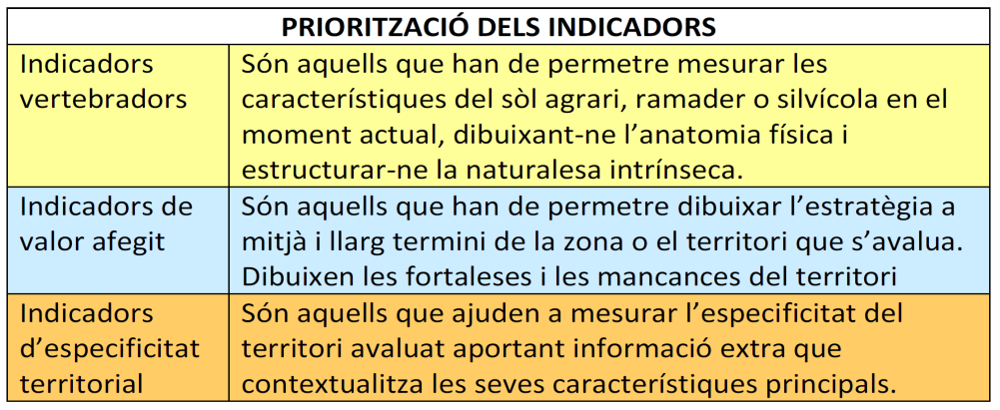 PRIORITZACIÓ DELS INDICADORS
Indicadors
vertebradors
Són aquells que han de permetre mesurar les
característiques del sòl agrari, ramader o silvícola en el
moment actual, dibuixant-ne l’anatomia física i
estructurar-ne la naturalesa intrínseca.
Indicadors de
valor afegit
Són aquells que han de permetre dibuixar l’estratègia a
mitjà i llarg termini de la zona o el territori que s’avalua.
Dibuixen les fortaleses i les mancances del territori
Indicadors
d’especificitat
territorial
Són aquells que ajuden a mesurar l’especificitat del
territori avaluat aportant informació extra que
contextualitza les seves característiques principals.